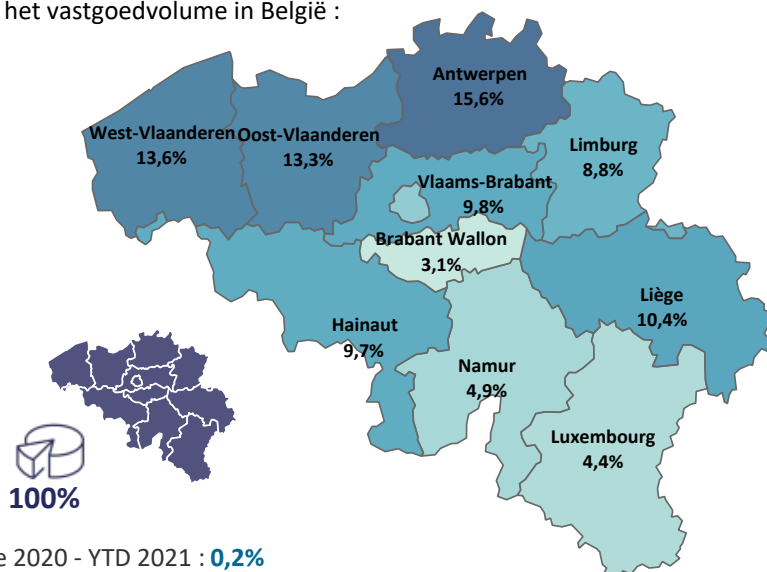 het vastgoedvolume in België :
Antwerpen
15,6%
West-Vlaanderen
13,6%
Oost-Vlaanderen
13,3%
Limburg
8,8%
Vlaams-Brabant
9,8%
Brabant Wallon
3,1%
Liège
10,4%
Hainaut
9,7%
Namur
4,9%
Luxembourg
4,4%
100%
2020 - YTD 2021 : 0,2%